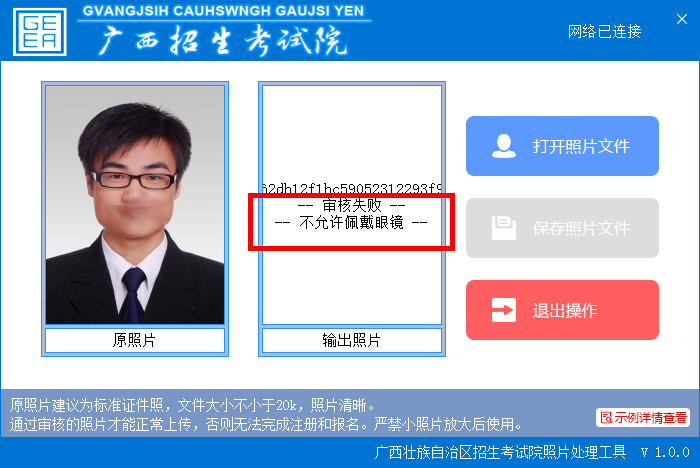 GVANGJSIH CAUHSWNGH GAUJSI YEN
广西招生考试院
网络已连接
-- 审核失败 --
-- 不允许佩戴眼镜 --
原照片
输出照片
打开照片文件
保存照片文件
退出操作
原照片建议为标准证件照，文件大小不小于20k，照片清晰。
通过审核的照片才能正常上传，否则无法完成注册和报名。严禁小照片放大后使用。
示例详情查看
广西壮族自治区招生考试院照片处理工具 V 1.0.0